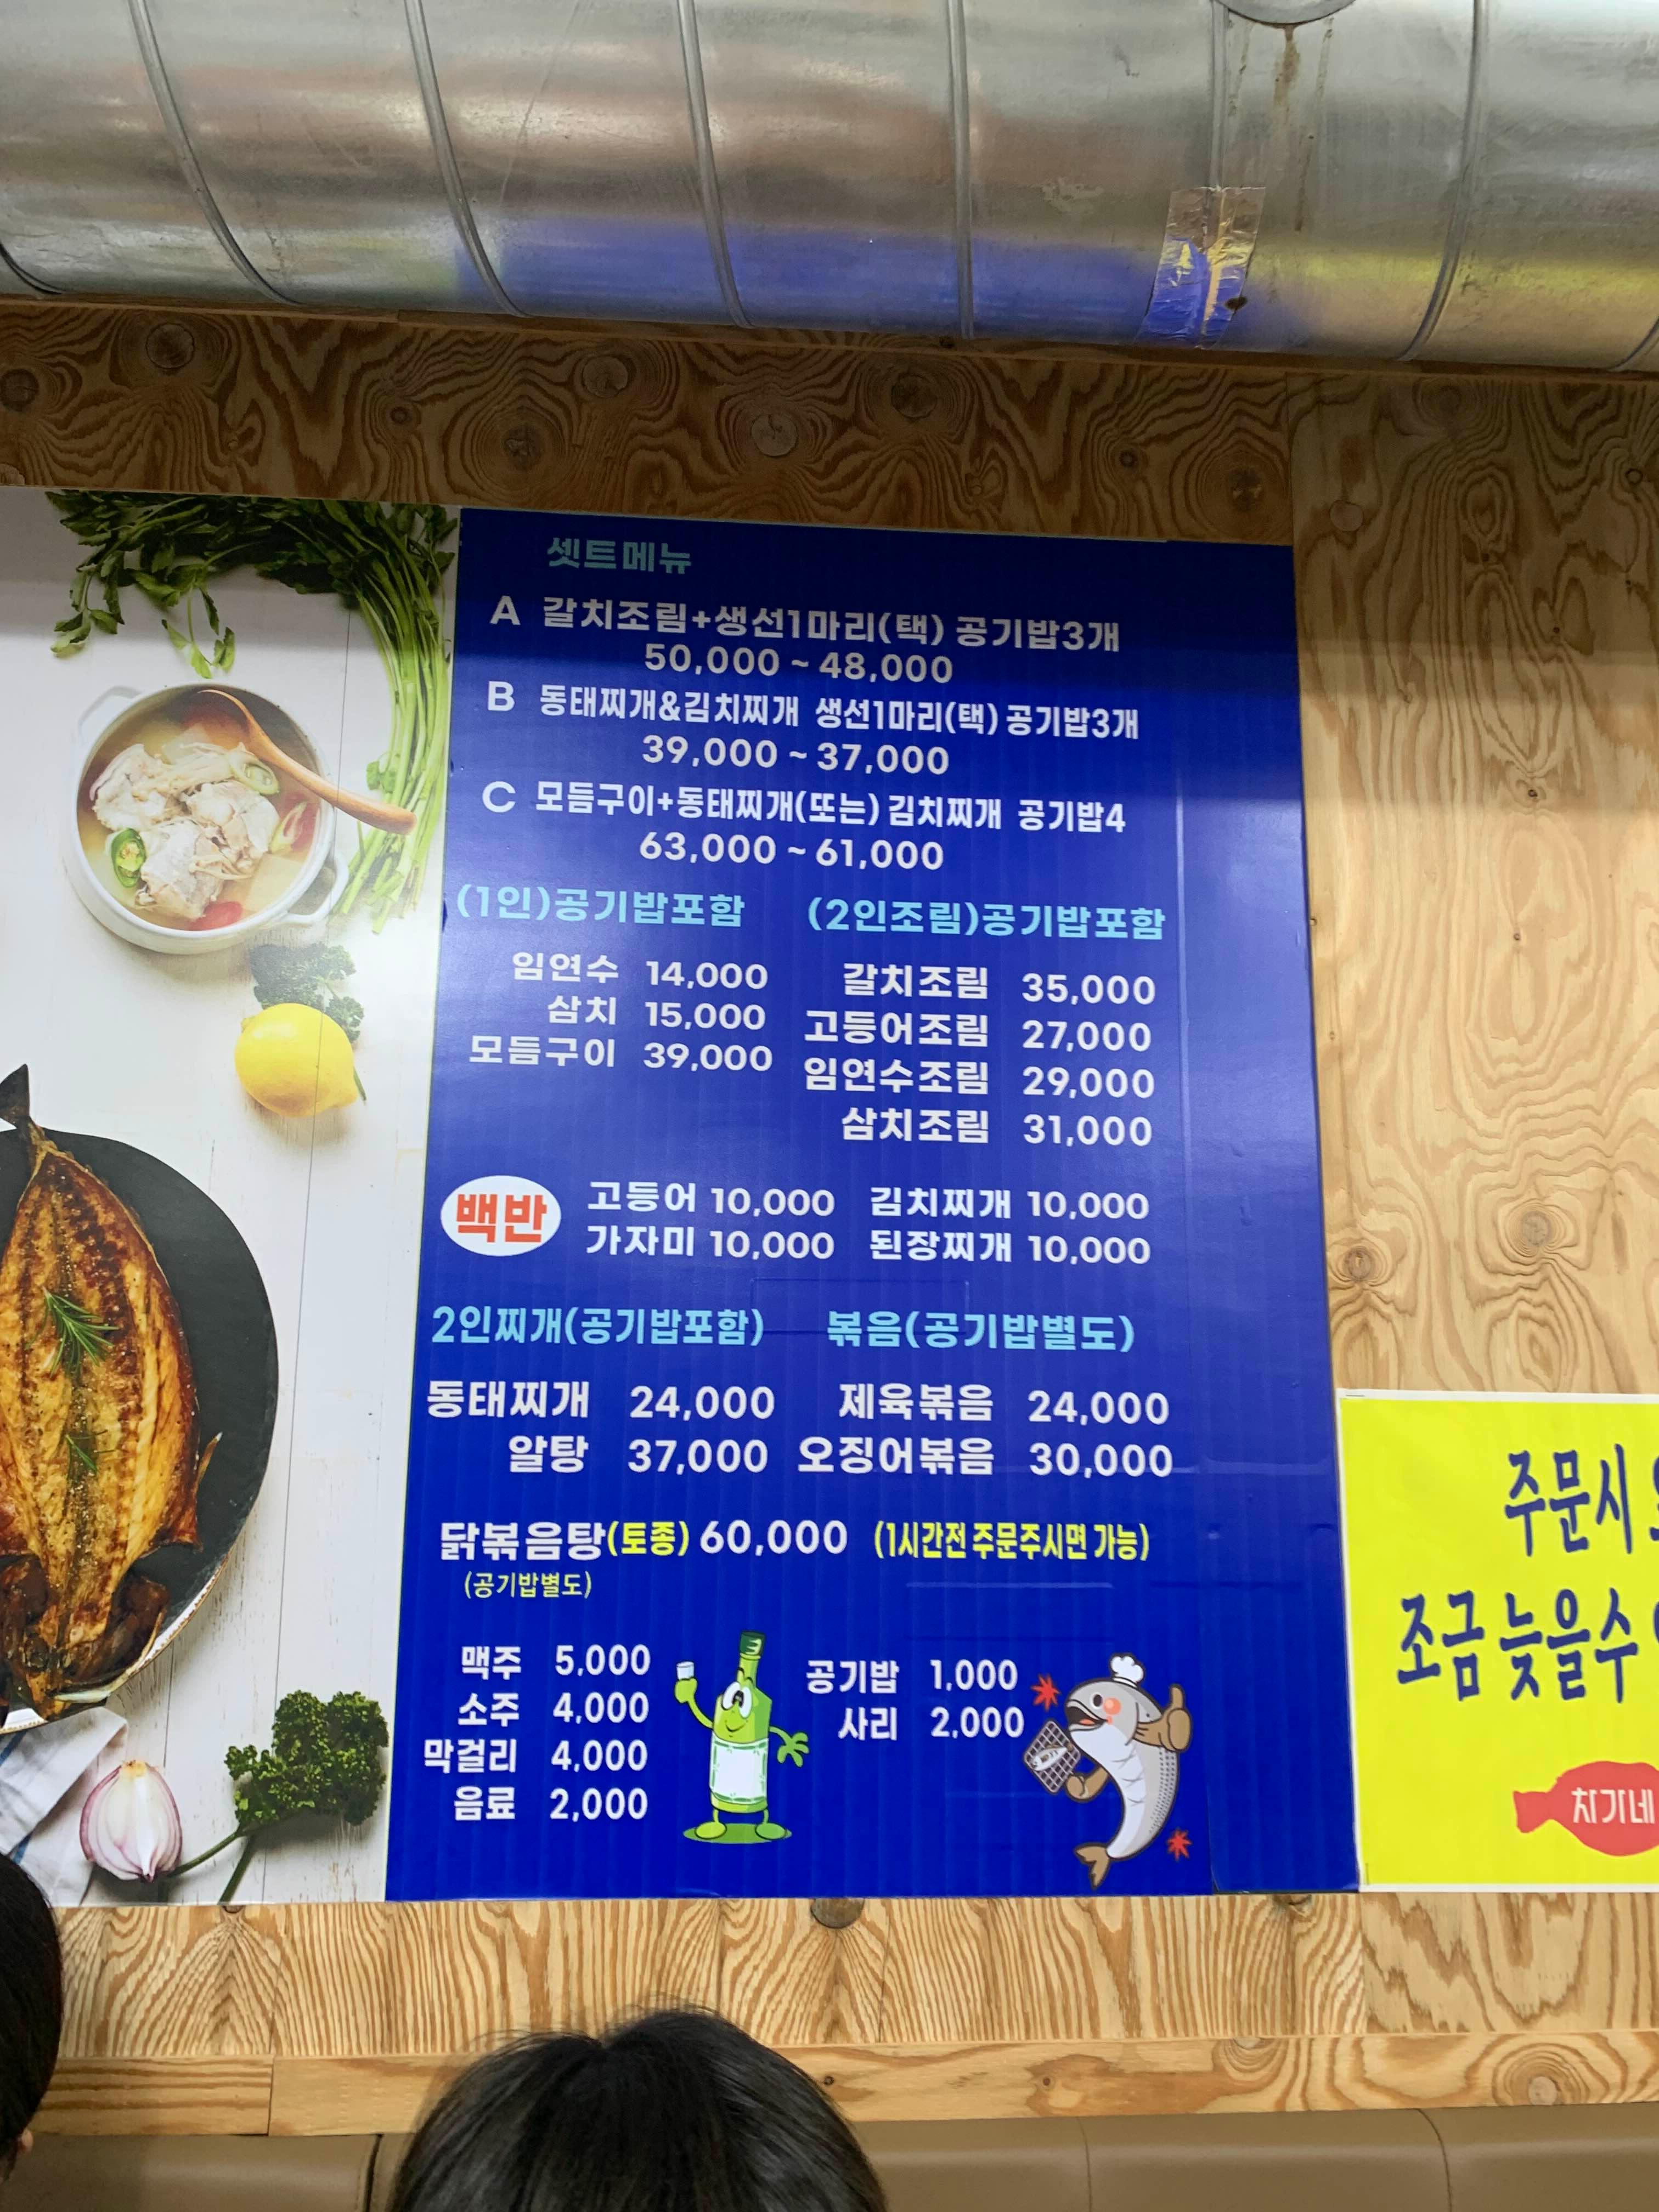 셋트메뉴
A 갈치조림+생선1마리(택) 공기밥3개
50,000 ~ 48,000
B 동태찌개&김치찌개 생선1마리(택) 공기밥3개
39,000 ~ 37,000
C 모듬구이+동태찌개(또는) 김치찌개 공기밥4
63,000 ~ 61,000
(1인)공기밥포함
임연수 14,000
삼치 15,000
모듬구이 39,000
(2인조림)공기밥포함
갈치조림 35,000
고등어조림 27,000
임연수조림 29,000
삼치조림 31,000
백반
고등어 10,000 김치찌개 10,000
가자미 10,000 된장찌개 10,000
2인찌개(공기밥포함)
동태찌개 24,000
알탕 37,000
볶음(공기밥별도)
제육볶음 24,000
오징어볶음 30,000
닭볶음탕(토종) 60,000 (1시간전 주문주시면 가능)
(공기밥별도)
맥주 5,000
소주 4,000
막걸리 4,000
음료 2,000
공기밥 1,000
사리 2,000
주문시
조금 늦을수
차가네